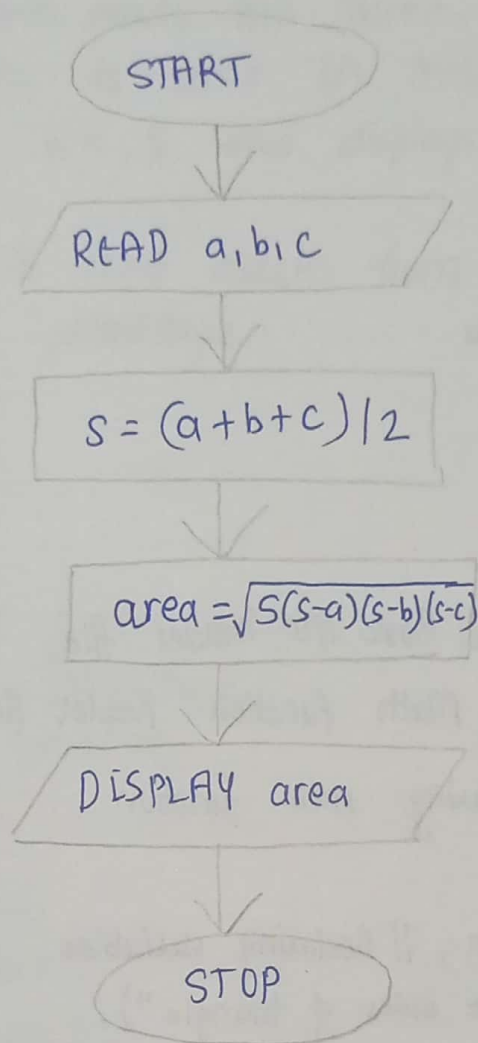 START
READ a, b, c
s = (a+b+c)/2
area = √s(s-a)(s-b)(s-c)
DISPLAY area
STOP